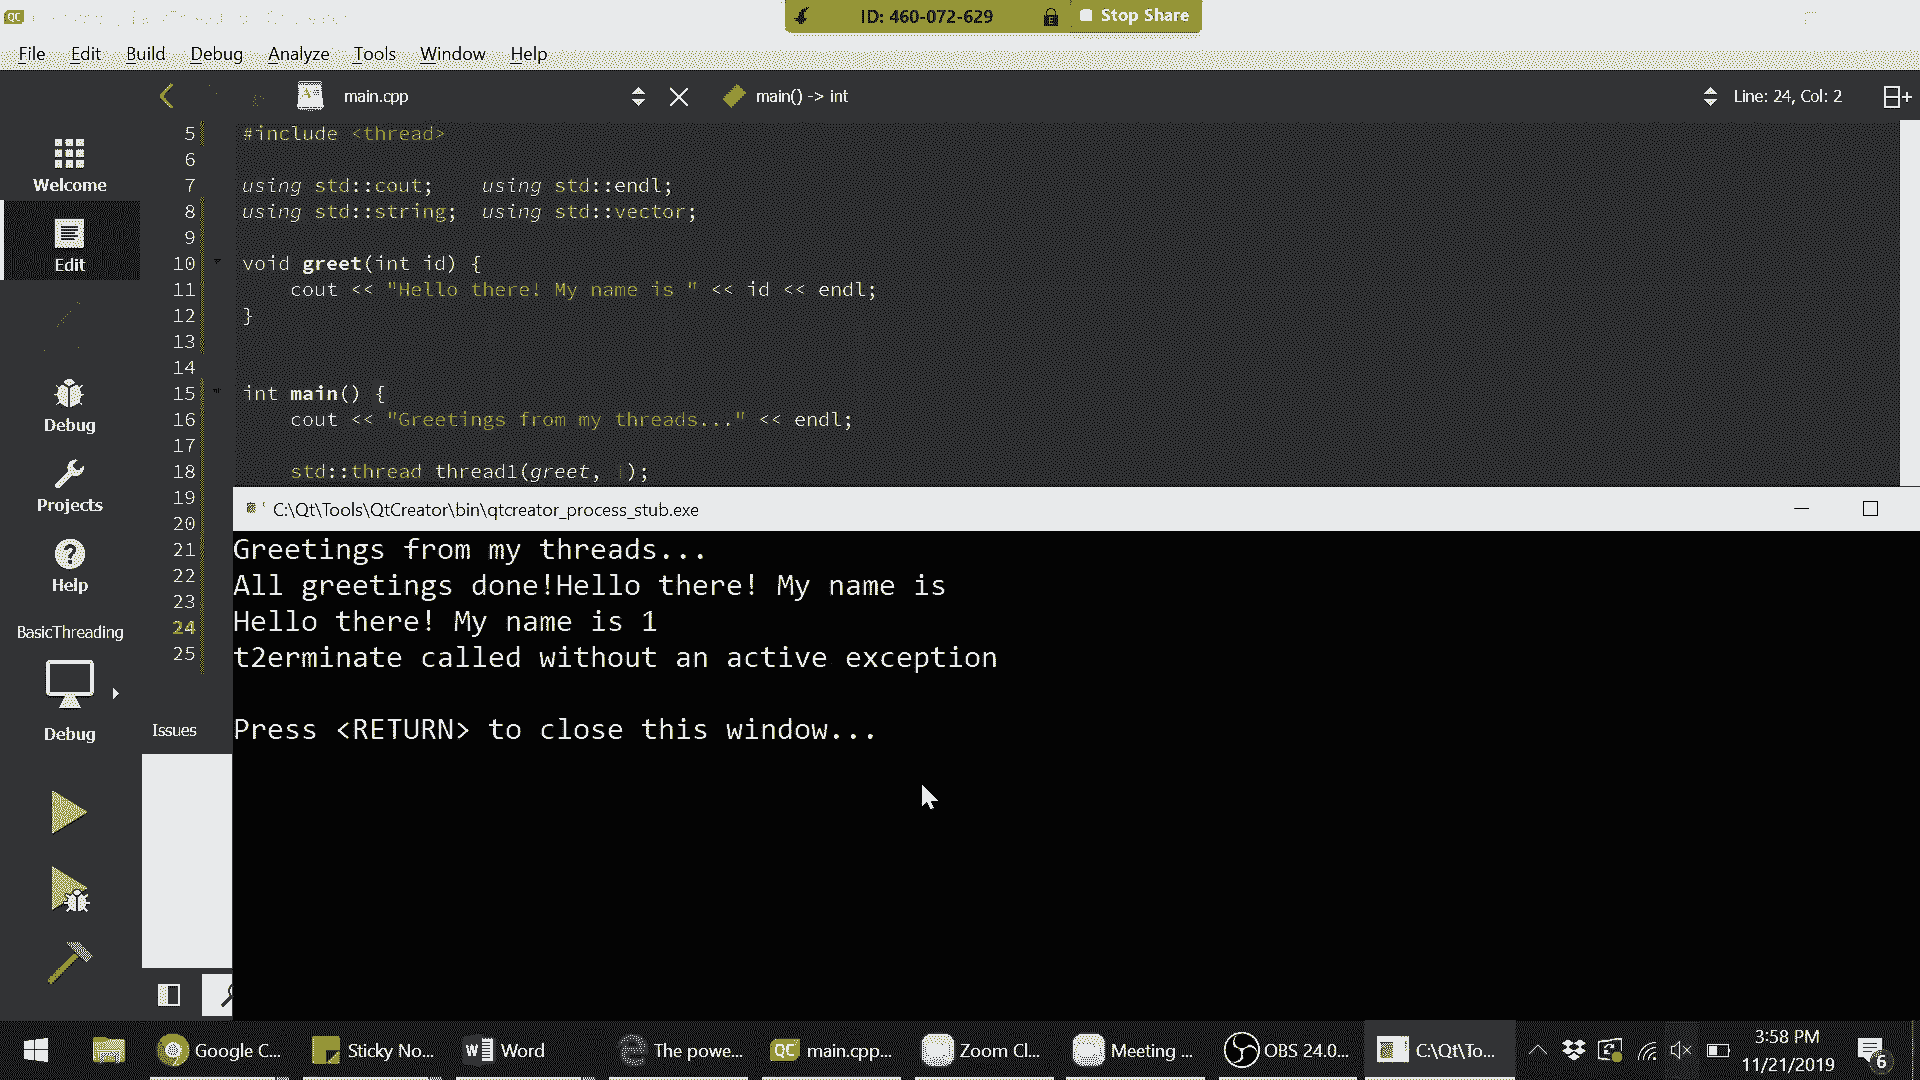 ID: 460-072-629 Stop Share
File Edit Build Debug Analyze Tools Window Help
main.cpp main() -> int Line: 24, Col: 2
Welcome
Edit
Debug
Projects
Help
BasicThreading
Debug
5 #include <thread>
6
7 using std::cout; using std::endl;
8 using std::string; using std::vector;
9
10 void greet(int id) {
11 cout << "Hello there! My name is " << id << endl;
12 }
13
14
15 int main() {
16 cout << "Greetings from my threads..." << endl;
17
18 std::thread thread1(greet, 1);
19
20
21
22
23
24
25
Issues
C:\Qt\Tools\QtCreator\bin\qtcreator_process_stub.exe
Greetings from my threads...
All greetings done!Hello there! My name is
Hello there! My name is 1
t2erminate called without an active exception
Press <RETURN> to close this window...
Google C... Sticky No... Word The powe... main.cpp... Zoom Cl... Meeting ... OBS 24.0... C:\Qt\To...
3:58 PM
11/21/2019
6